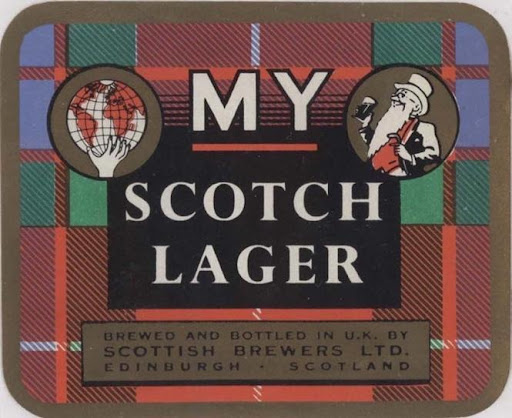 MY
SCOTCH
LAGER
BREWED AND BOTTLED IN U.K. BY
SCOTTISH BREWERS LTD.
EDINBURGH · SCOTLAND